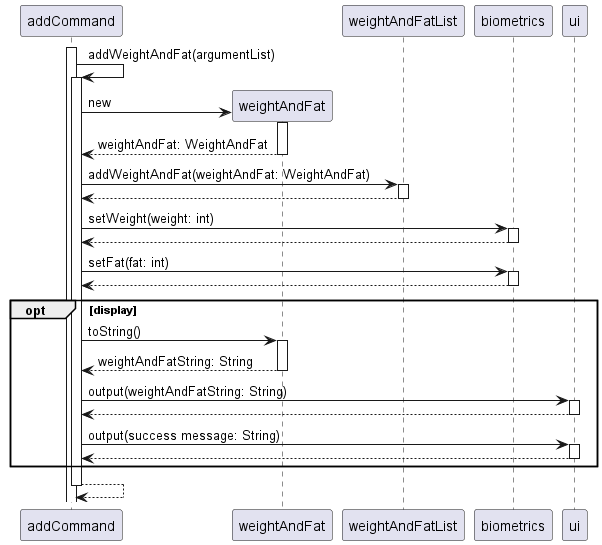 addCommand
weightAndFatList
biometrics
ui
addWeightAndFat(argumentList)
new
weightAndFat
weightAndFat: WeightAndFat
addWeightAndFat(weightAndFat: WeightAndFat)
setWeight(weight: int)
setFat(fat: int)
opt
[display]
toString()
weightAndFatString: String
output(weightAndFatString: String)
output(success message: String)
addCommand
weightAndFat
weightAndFatList
biometrics
ui